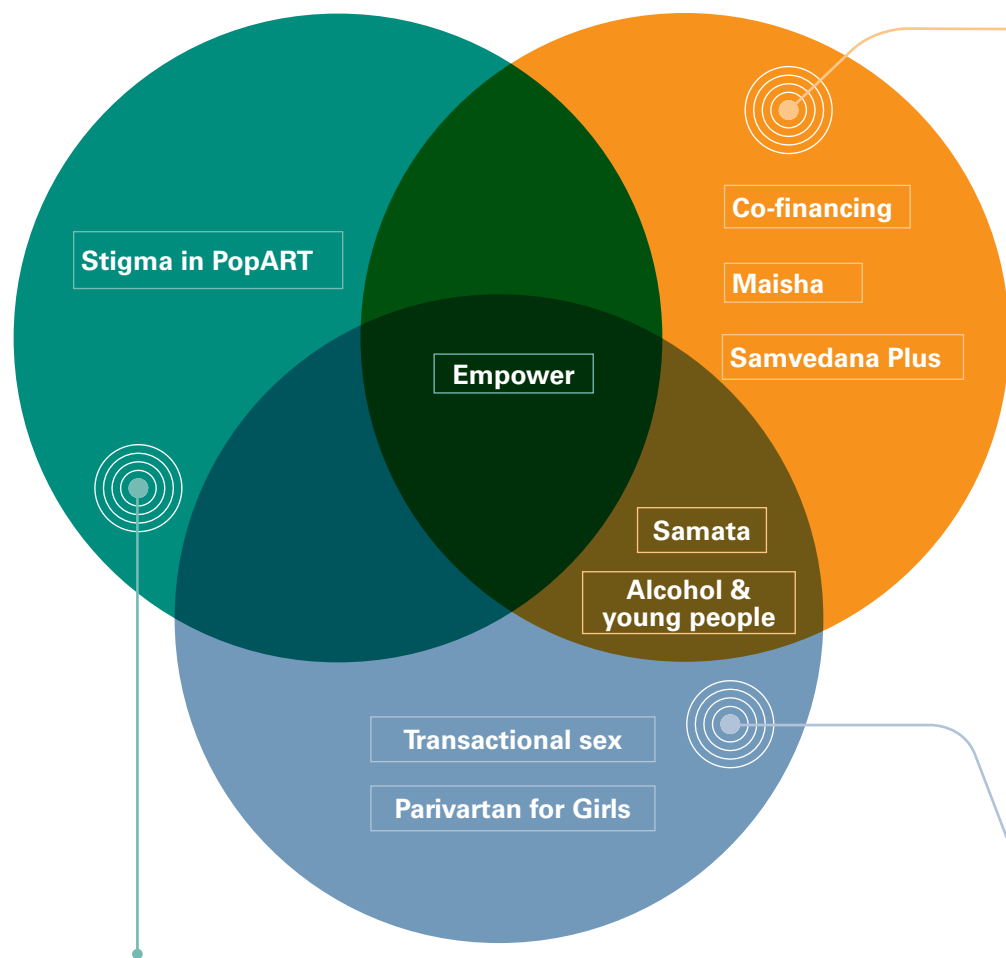 Co-financing
Stigma in PopART
Maisha
Samvedana Plus
Empower
Samata
Alcohol &
young people
Transactional sex
Parivartan for Girls